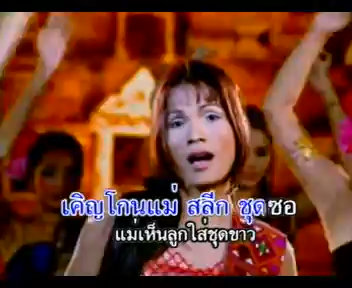 เคิญโกนแม่ สลีก ชูดซอ
แม่เห็นลูกใส่ชุดขาว